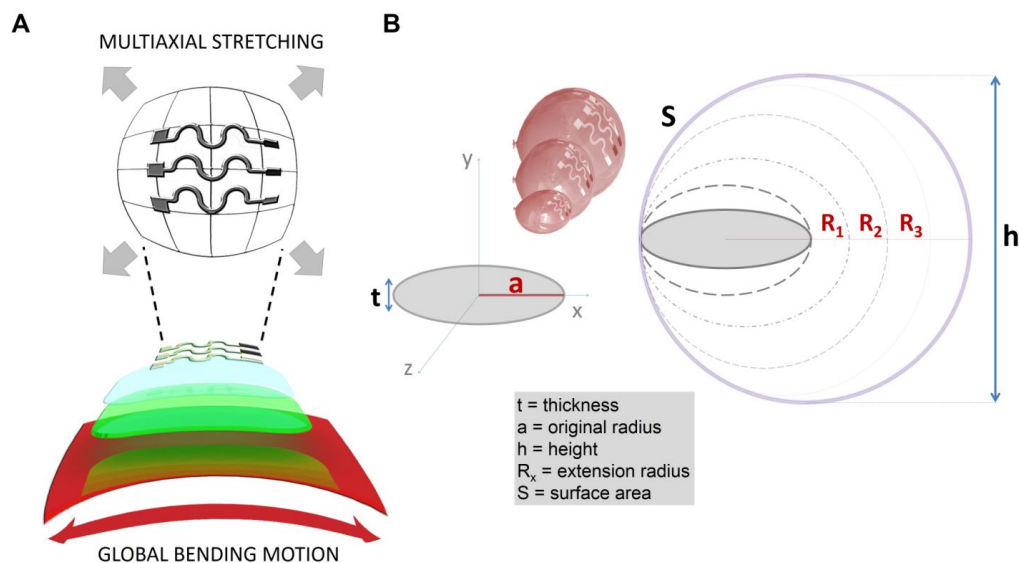 A
MULTIAXIAL STRETCHING
GLOBAL BENDING MOTION
B
y
t
a
x
z
S
R₁ R₂ R₃
h
t = thickness
a = original radius
h = height
Rₓ = extension radius
S = surface area